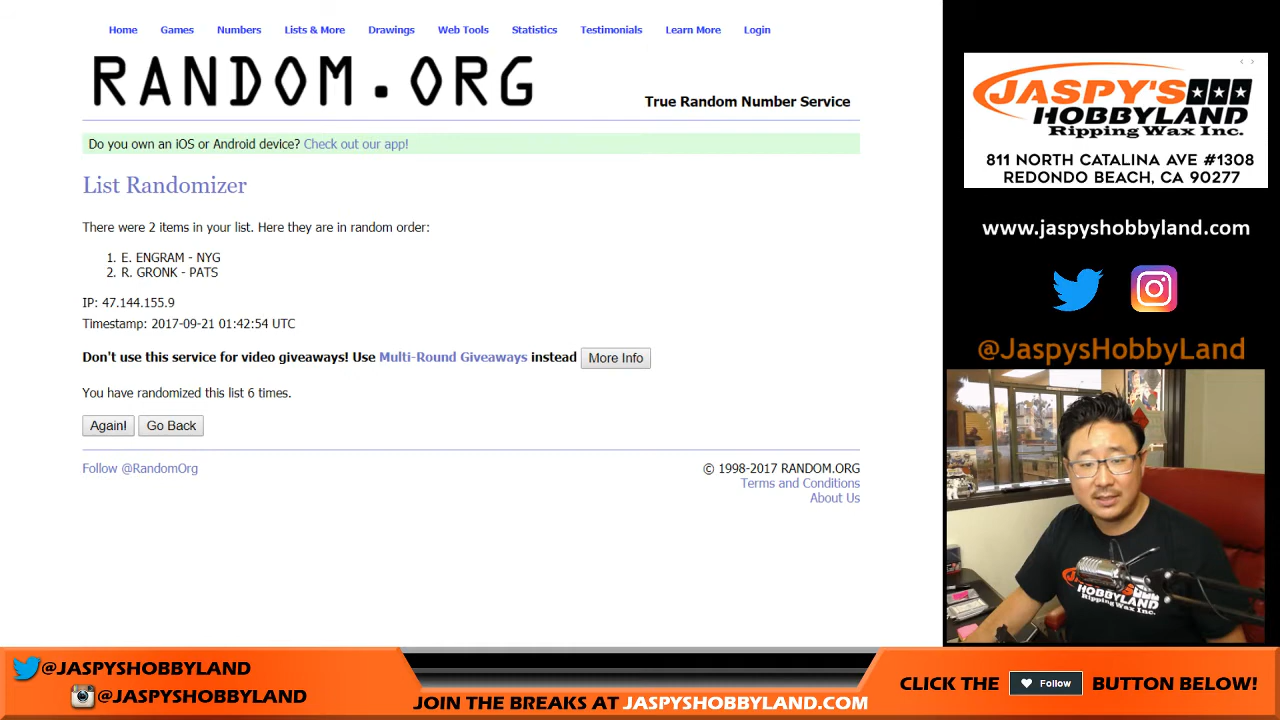 Home Games Numbers Lists & More Drawings Web Tools Statistics Testimonials Learn More Login
RANDOM.ORG
True Random Number Service
Do you own an iOS or Android device? Check out our app!
List Randomizer
There were 2 items in your list. Here they are in random order:
1. E. ENGRAM - NYG
2. R. GRONK - PATS
IP: 47.144.155.9
Timestamp: 2017-09-21 01:42:54 UTC
Don't use this service for video giveaways! Use Multi-Round Giveaways instead More Info
You have randomized this list 6 times.
Again! Go Back
Follow @RandomOrg
© 1998-2017 RANDOM.ORG
Terms and Conditions
About Us
JASPY'S
HOBBYLAND
Ripping Wax Inc.
811 NORTH CATALINA AVE #1308
REDONDO BEACH, CA 90277
www.jaspyshobbyland.com
@JaspysHobbyLand
@JASPYSHOBBYLAND
@JASPYSHOBBYLAND
JOIN THE BREAKS AT JASPYSHOBBYLAND.COM
CLICK THE Follow BUTTON BELOW!